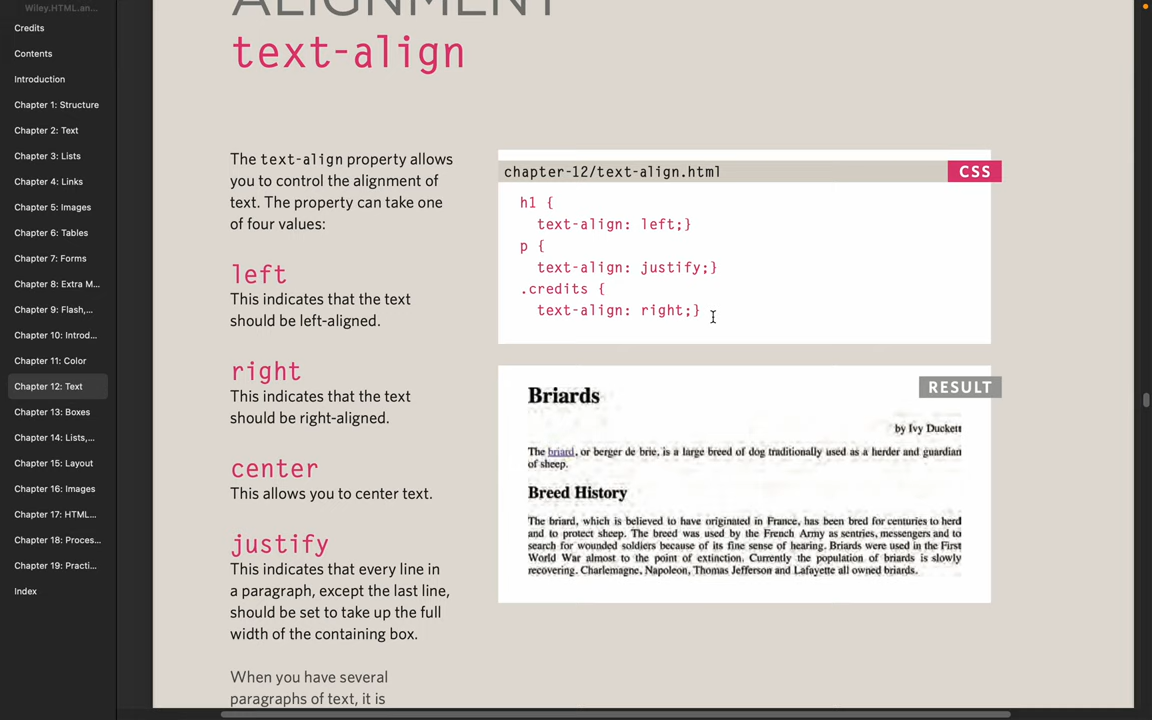 Wiley.HTML.an...
Credits
Contents
Introduction
Chapter 1: Structure
Chapter 2: Text
Chapter 3: Lists
Chapter 4: Links
Chapter 5: Images
Chapter 6: Tables
Chapter 7: Forms
Chapter 8: Extra M...
Chapter 9: Flash,...
Chapter 10: Introd...
Chapter 11: Color
Chapter 12: Text
Chapter 13: Boxes
Chapter 14: Lists,...
Chapter 15: Layout
Chapter 16: Images
Chapter 17: HTML...
Chapter 18: Proces...
Chapter 19: Practi...
Index
ALIGNMENT
text-align
The text-align property allows
you to control the alignment of
text. The property can take one
of four values:
left
This indicates that the text
should be left-aligned.
right
This indicates that the text
should be right-aligned.
center
This allows you to center text.
justify
This indicates that every line in
a paragraph, except the last line,
should be set to take up the full
width of the containing box.
When you have several
paragraphs of text, it is
chapter-12/text-align.html
CSS
h1 {
text-align: left;}
p {
text-align: justify;}
.credits {
text-align: right;}
RESULT
Briards
by Ivy Duckett
The briard, or berger de brie, is a large breed of dog traditionally used as a herder and guardian
of sheep.
Breed History
The briard, which is believed to have originated in France, has been bred for centuries to herd
and to protect sheep. The breed was used by the French Army as sentries, messengers and to
search for wounded soldiers because of its fine sense of hearing. Briards were used in the First
World War almost to the point of extinction. Currently the population of briards is slowly
recovering. Charlemagne, Napoleon, Thomas Jefferson and Lafayette all owned briards.